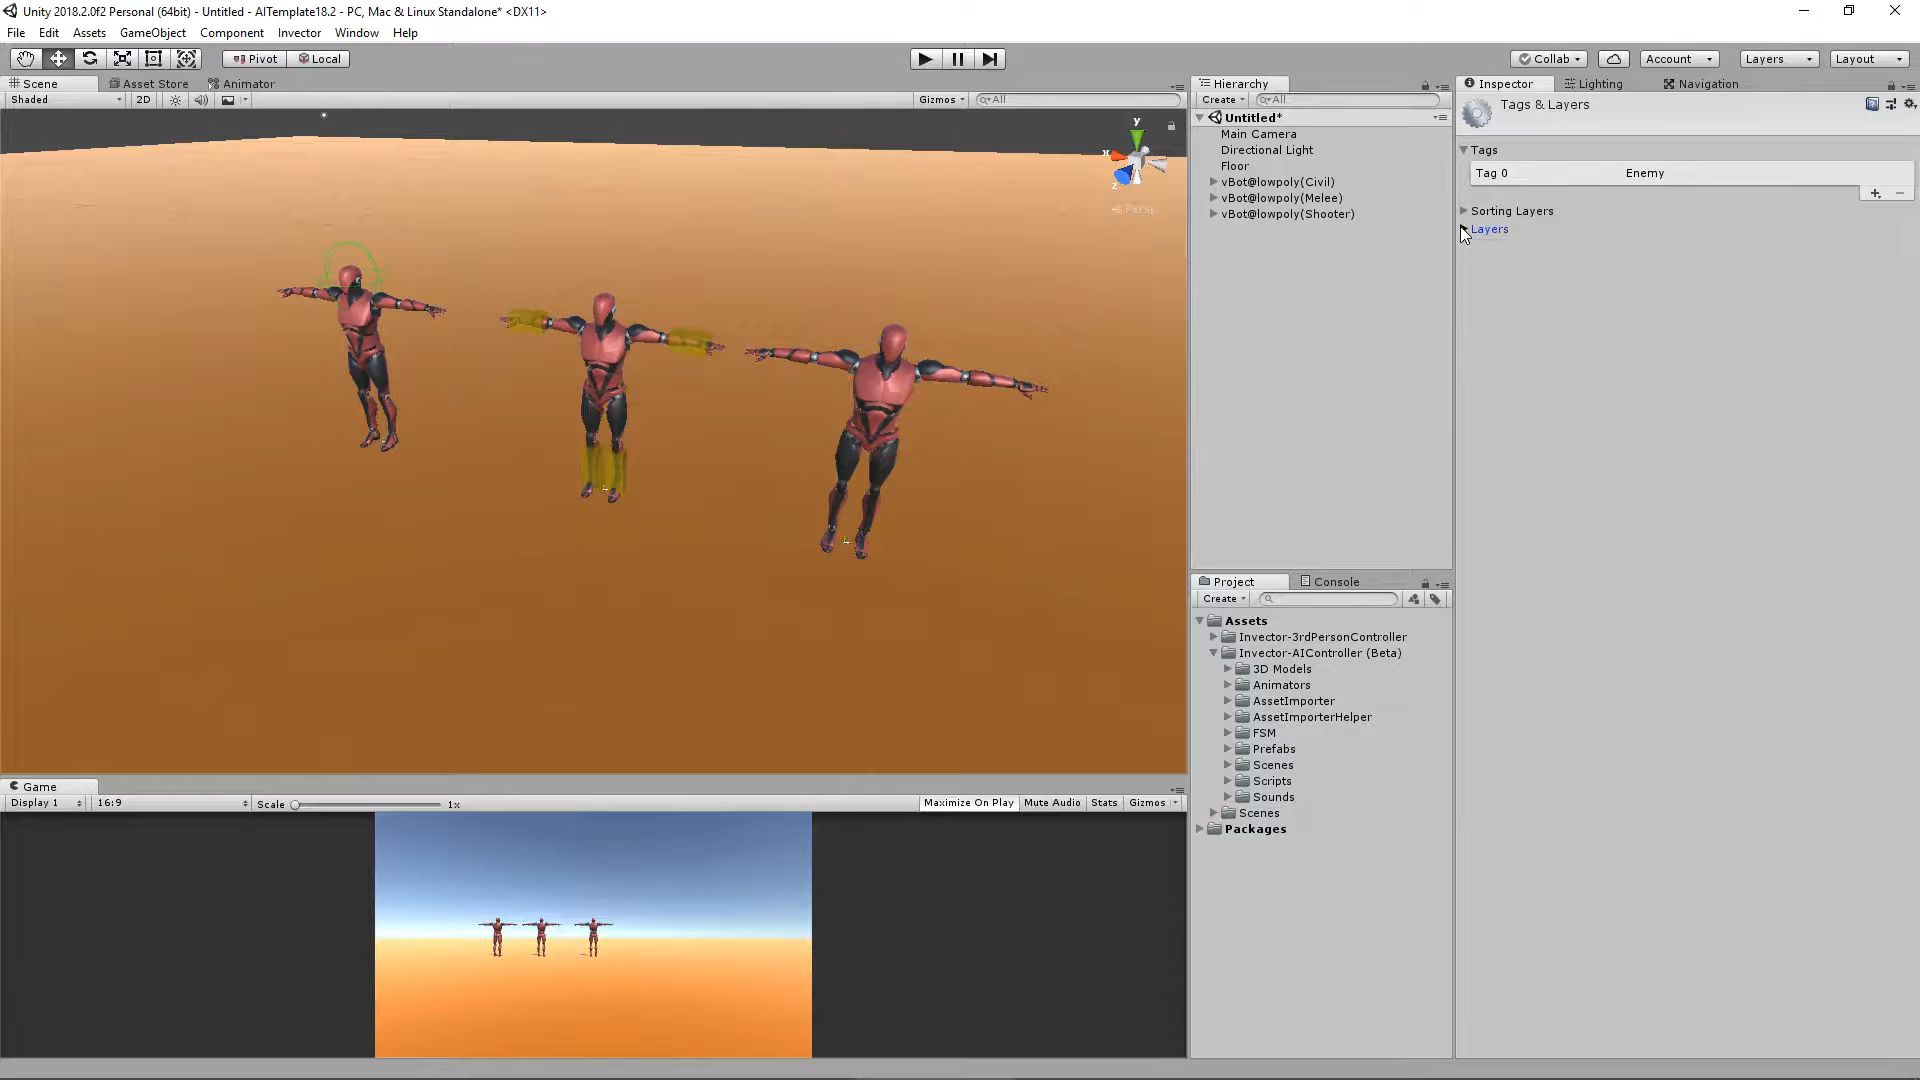 Unity 2018.2.0f2 Personal (64bit) - Untitled - AITemplate18.2 - PC, Mac & Linux Standalone* <DX11>
File Edit Assets GameObject Component Invector Window Help
Pivot Local Collab Account Layers Layout
Scene Asset Store Animator
Shaded 2D Gizmos All
y
x
z
Persp
Hierarchy
Create All
Untitled*
Main Camera
Directional Light
Floor
vBot@lowpoly(Civil)
vBot@lowpoly(Melee)
vBot@lowpoly(Shooter)
Inspector Lighting Navigation
Tags & Layers
Tags
Tag 0 Enemy
Sorting Layers
Layers
Project Console
Create
Assets
Invector-3rdPersonController
Invector-AIController (Beta)
3D Models
Animators
AssetImporter
AssetImporterHelper
FSM
Prefabs
Scenes
Scripts
Sounds
Scenes
Packages
Game
Display 1 16:9 Scale 1x Maximize On Play Mute Audio Stats Gizmos